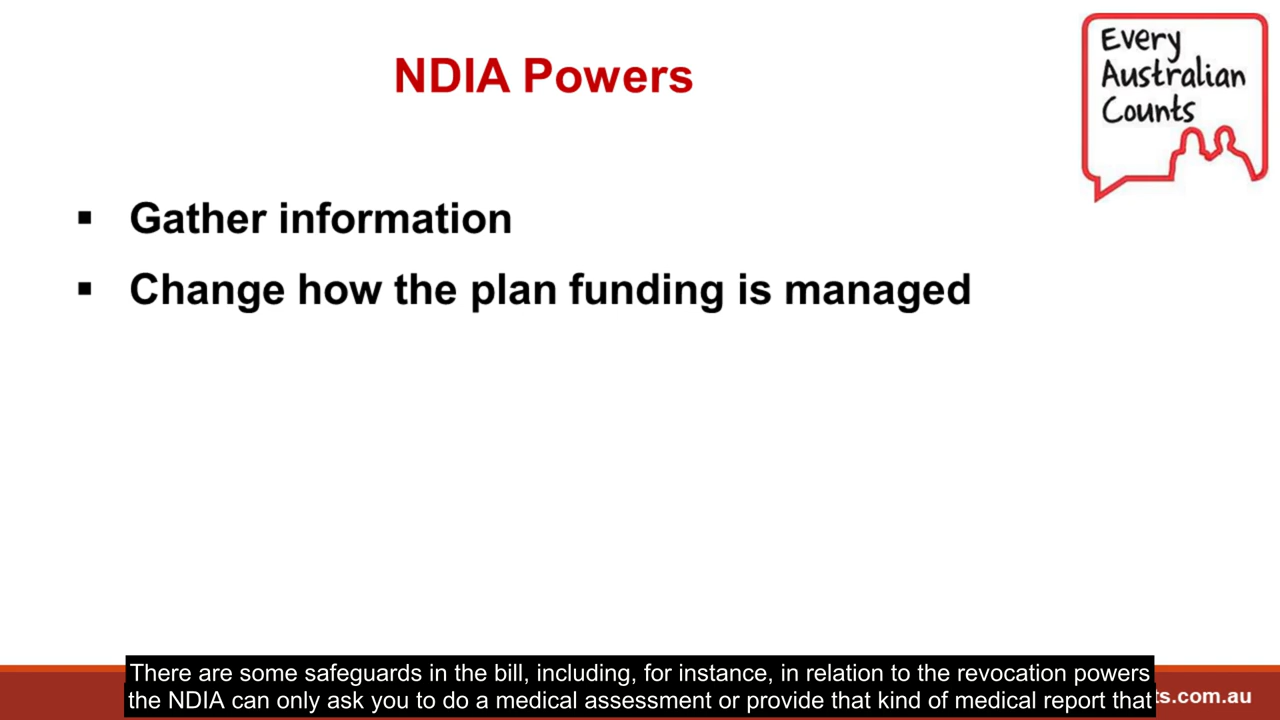 NDIA Powers
Every
Australian
Counts
▪ Gather information
▪ Change how the plan funding is managed
There are some safeguards in the bill, including, for instance, in relation to the revocation powers
the NDIA can only ask you to do a medical assessment or provide that kind of medical report that
ts.com.au